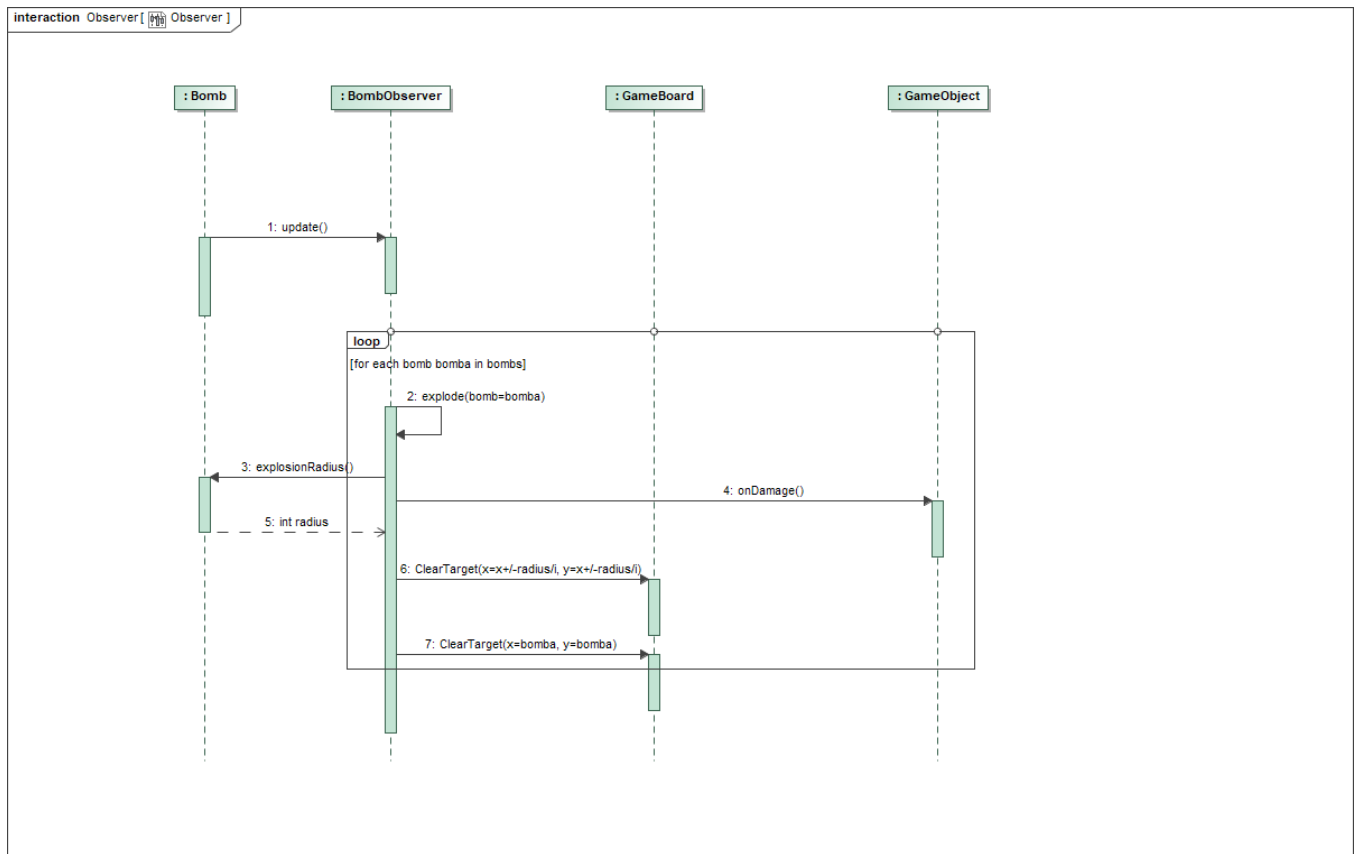 interaction Observer[ Observer ]
: Bomb
: BombObserver
: GameBoard
: GameObject
1: update()
loop
[for each bomb bomba in bombs]
2: explode(bomb=bomba)
3: explosionRadius()
4: onDamage()
5: int radius
6: ClearTarget(x=x+/-radius/i, y=x+/-radius/i)
7: ClearTarget(x=bomba, y=bomba)